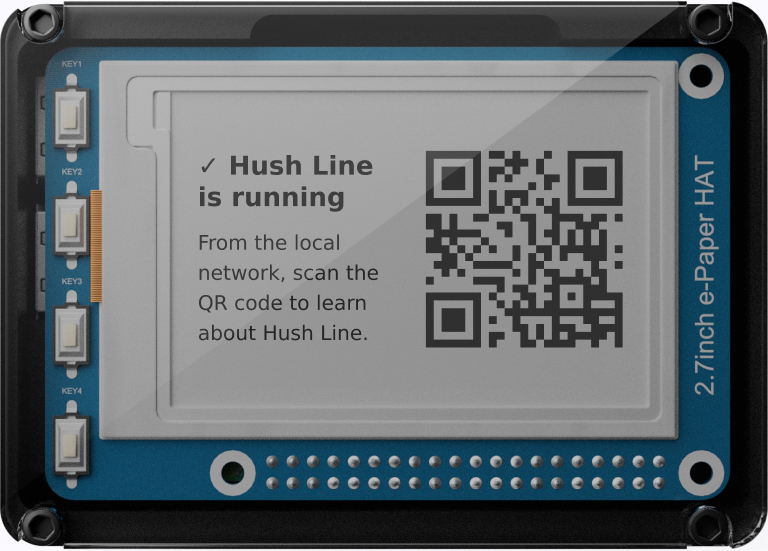 KEY1
KEY2
KEY3
KEY4
✓ Hush Line
is running
From the local
network, scan the
QR code to learn
about Hush Line.
2.7inch e-Paper HAT